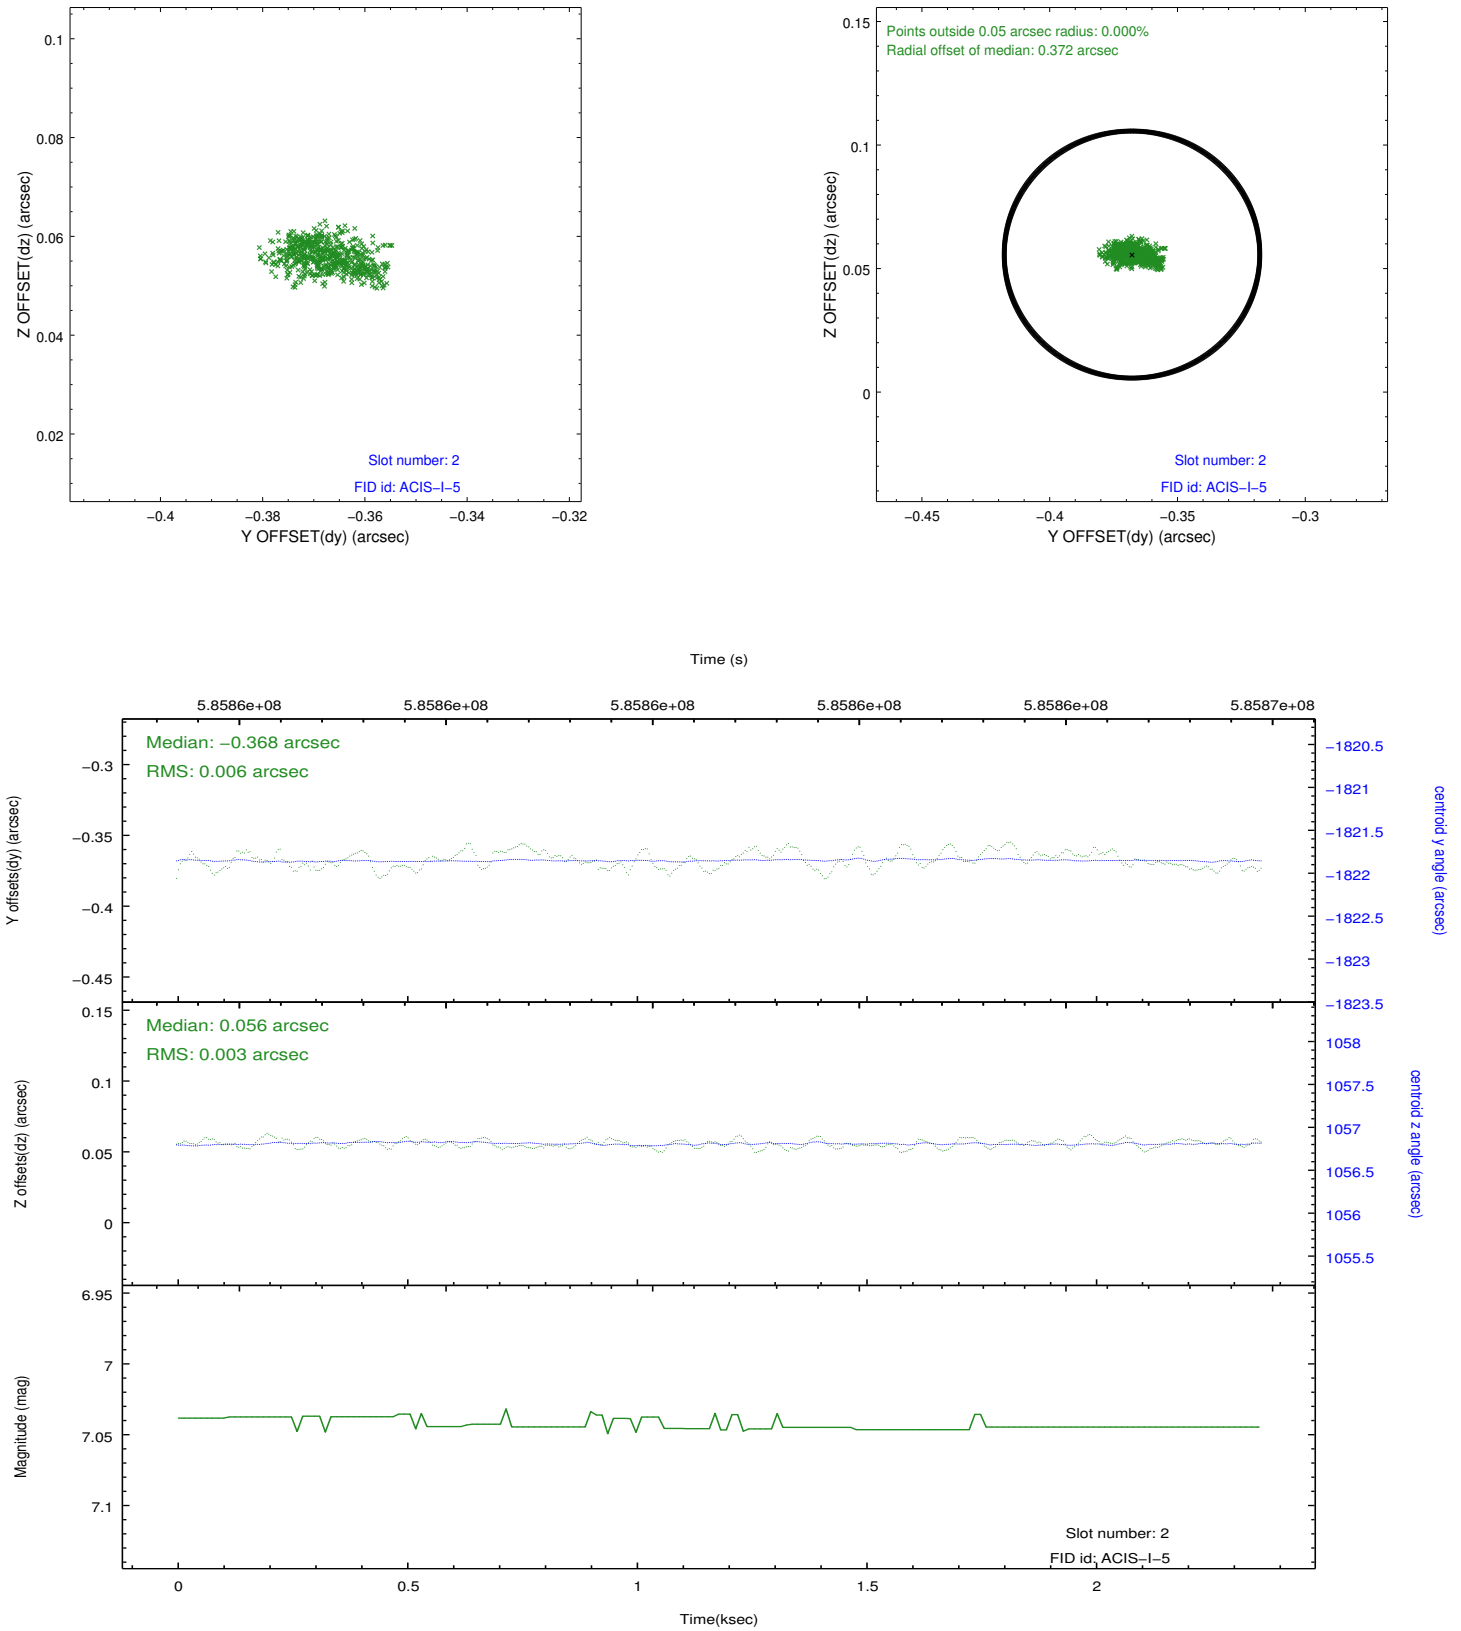 0.1
0.08
0.06
0.04
0.02
Z OFFSET(dz) (arcsec)
Slot number: 2
FID id: ACIS−I−5
−0.4
−0.38
−0.36
−0.34
−0.32
Y OFFSET(dy) (arcsec)
Points outside 0.05 arcsec radius: 0.000%
Radial offset of median: 0.372 arcsec
0.15
0.1
0.05
0
Z OFFSET(dz) (arcsec)
Slot number: 2
FID id: ACIS−I−5
−0.45
−0.4
−0.35
−0.3
Y OFFSET(dy) (arcsec)
Time (s)
5.8586e+08
5.8586e+08
5.8586e+08
5.8586e+08
5.8586e+08
5.8587e+08
Median: −0.368 arcsec
RMS: 0.006 arcsec
−0.3
−0.35
−0.4
−0.45
Y offsets(dy) (arcsec)
−1820.5
−1821
−1821.5
−1822
−1822.5
−1823
−1823.5
centroid y angle (arcsec)
Median: 0.056 arcsec
RMS: 0.003 arcsec
0.15
0.1
0.05
0
Z offsets(dz) (arcsec)
1058
1057.5
1057
1056.5
1056
1055.5
centroid z angle (arcsec)
6.95
7
7.05
7.1
Magnitude (mag)
Slot number: 2
FID id: ACIS−I−5
0
0.5
1
1.5
2
Time(ksec)